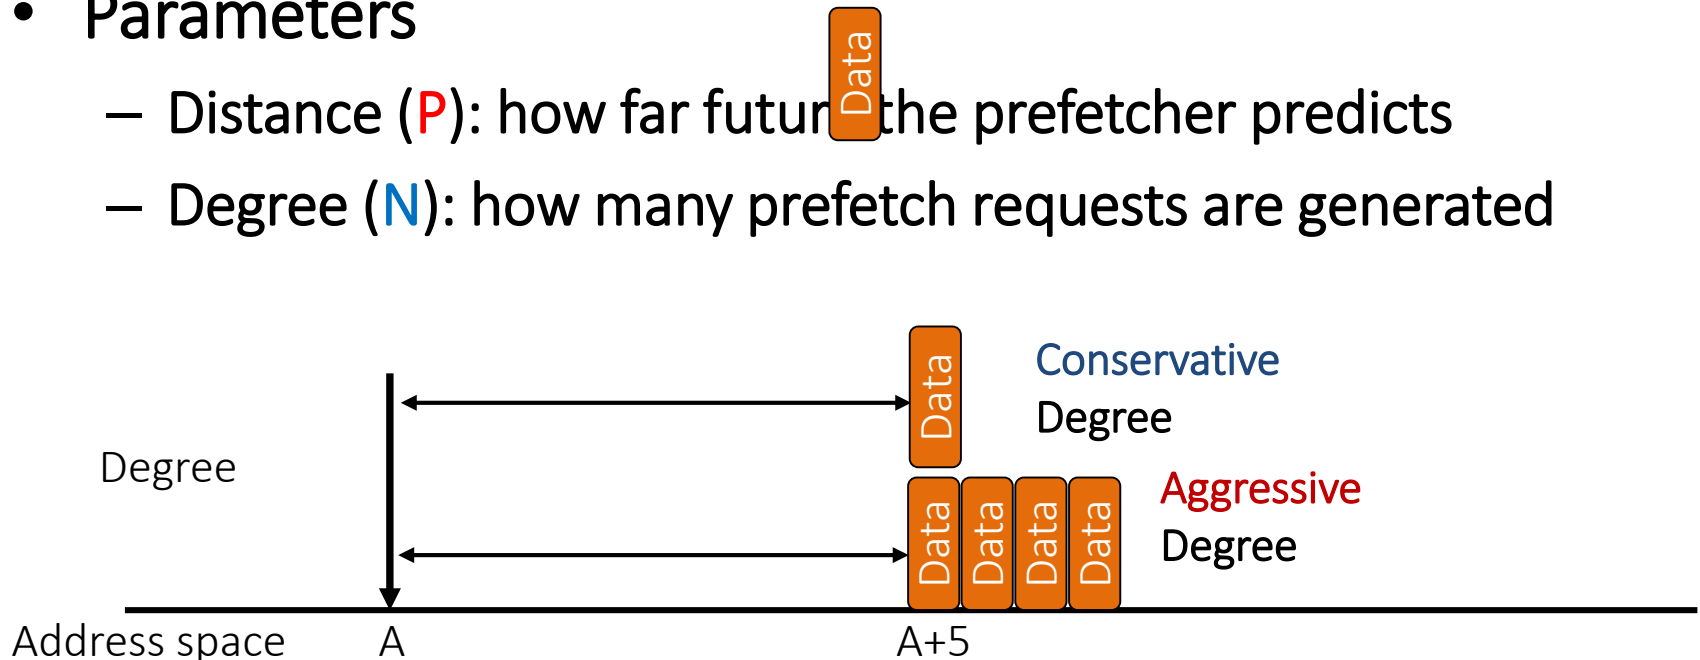 • Parameters
Data
– Distance (P): how far futur the prefetcher predicts
– Degree (N): how many prefetch requests are generated
Data
Conservative
Degree
Degree
Data Data Data Data
Aggressive
Degree
Address space A A+5